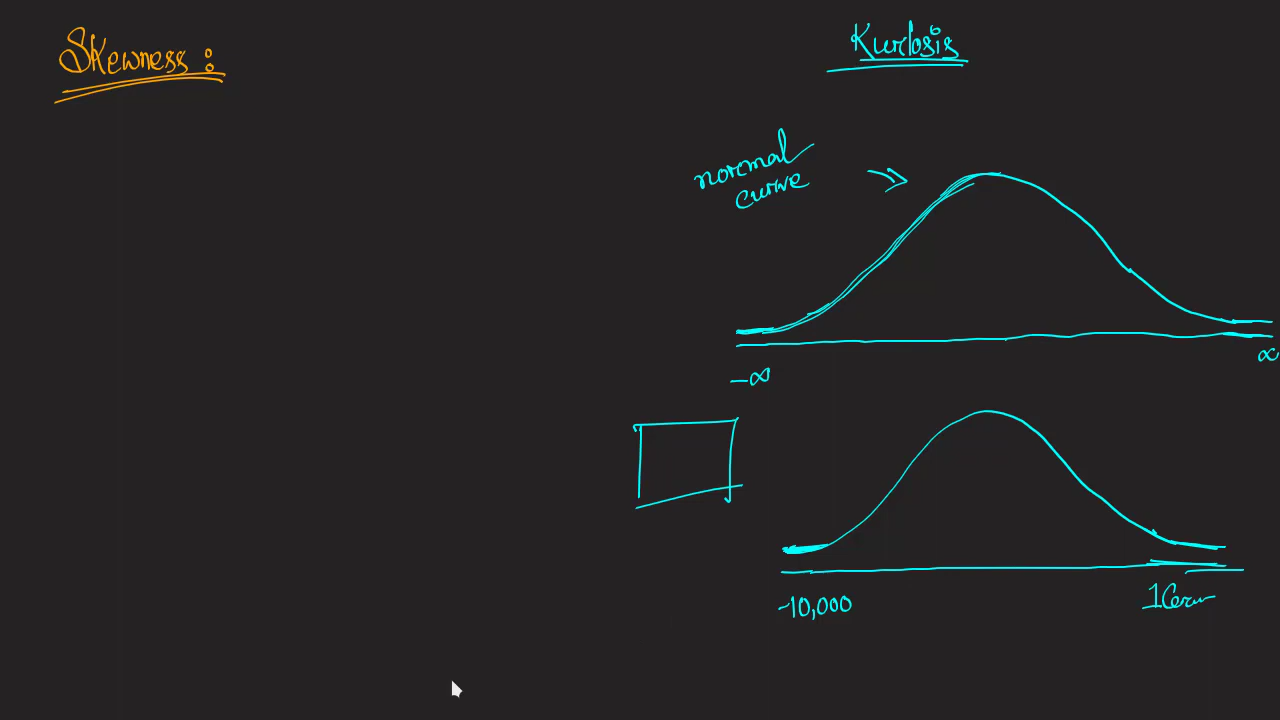 Skewness :
Kurtosis
normal
curve
-∞
∞
-10,000